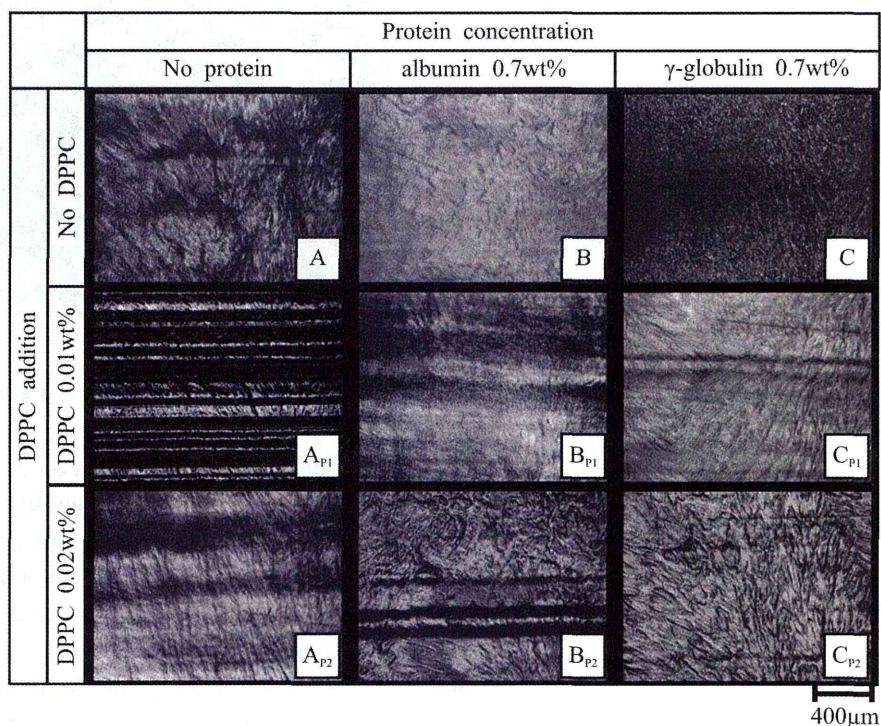 Protein concentration
No protein
albumin 0.7wt%
γ-globulin 0.7wt%
DPPC addition
No DPPC
A
B
C
DPPC 0.01wt%
AP1
BP1
CP1
DPPC 0.02wt%
AP2
BP2
CP2
400μm